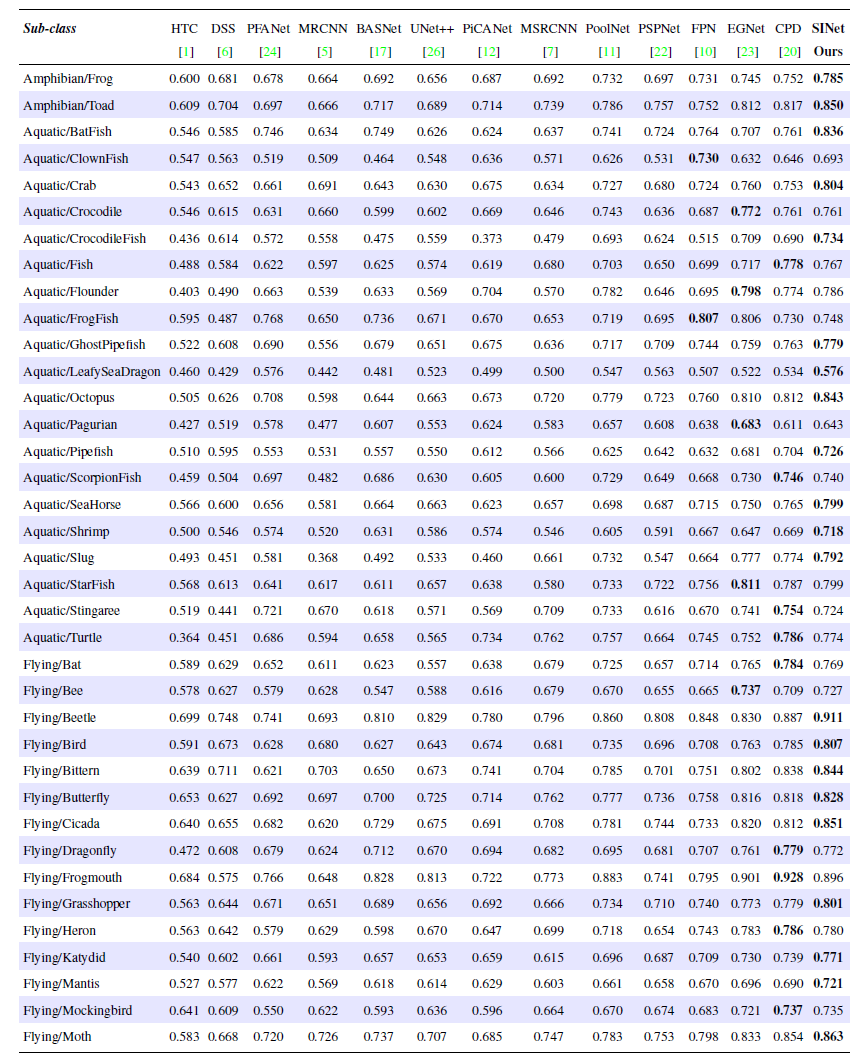 Sub-class HTC DSS PFANet MRCNN BASNet UNet++ PiCANet MSRCNN PoolNet PSPNet FPN EGNet CPD SINet
[1] [6] [24] [5] [17] [26] [12] [7] [11] [22] [10] [23] [20] Ours
Amphibian/Frog 0.600 0.681 0.678 0.664 0.692 0.656 0.687 0.692 0.732 0.697 0.731 0.745 0.752 0.785
Amphibian/Toad 0.609 0.704 0.697 0.666 0.717 0.689 0.714 0.739 0.786 0.757 0.752 0.812 0.817 0.850
Aquatic/BatFish 0.546 0.585 0.746 0.634 0.749 0.626 0.624 0.637 0.741 0.724 0.764 0.707 0.761 0.836
Aquatic/ClownFish 0.547 0.563 0.519 0.509 0.464 0.548 0.636 0.571 0.626 0.531 0.730 0.632 0.646 0.693
Aquatic/Crab 0.543 0.652 0.661 0.691 0.643 0.630 0.675 0.634 0.727 0.680 0.724 0.760 0.753 0.804
Aquatic/Crocodile 0.546 0.615 0.631 0.660 0.599 0.602 0.669 0.646 0.743 0.636 0.687 0.772 0.761 0.761
Aquatic/CrocodileFish 0.436 0.614 0.572 0.558 0.475 0.559 0.373 0.479 0.693 0.624 0.515 0.709 0.690 0.734
Aquatic/Fish 0.488 0.584 0.622 0.597 0.625 0.574 0.619 0.680 0.703 0.650 0.699 0.717 0.778 0.767
Aquatic/Flounder 0.403 0.490 0.663 0.539 0.633 0.569 0.704 0.570 0.782 0.646 0.695 0.798 0.774 0.786
Aquatic/FrogFish 0.595 0.487 0.768 0.650 0.736 0.671 0.670 0.653 0.719 0.695 0.807 0.806 0.730 0.748
Aquatic/GhostPipefish 0.522 0.608 0.690 0.556 0.679 0.651 0.675 0.636 0.717 0.709 0.744 0.759 0.763 0.779
Aquatic/LeafySeaDragon 0.460 0.429 0.576 0.442 0.481 0.523 0.499 0.500 0.547 0.563 0.507 0.522 0.534 0.576
Aquatic/Octopus 0.505 0.626 0.708 0.598 0.644 0.663 0.673 0.720 0.779 0.723 0.760 0.810 0.812 0.843
Aquatic/Pagurian 0.427 0.519 0.578 0.477 0.607 0.553 0.624 0.583 0.657 0.608 0.638 0.683 0.611 0.643
Aquatic/Pipefish 0.510 0.595 0.553 0.531 0.557 0.550 0.612 0.566 0.625 0.642 0.632 0.681 0.704 0.726
Aquatic/ScorpionFish 0.459 0.504 0.697 0.482 0.686 0.630 0.605 0.600 0.729 0.649 0.668 0.730 0.746 0.740
Aquatic/SeaHorse 0.566 0.600 0.656 0.581 0.664 0.663 0.623 0.657 0.698 0.687 0.715 0.750 0.765 0.799
Aquatic/Shrimp 0.500 0.546 0.574 0.520 0.631 0.586 0.574 0.546 0.605 0.591 0.667 0.647 0.669 0.718
Aquatic/Slug 0.493 0.451 0.581 0.368 0.492 0.533 0.460 0.661 0.732 0.547 0.664 0.777 0.774 0.792
Aquatic/StarFish 0.568 0.613 0.641 0.617 0.611 0.657 0.638 0.580 0.733 0.722 0.756 0.811 0.787 0.799
Aquatic/Stingaree 0.519 0.441 0.721 0.670 0.618 0.571 0.569 0.709 0.733 0.616 0.670 0.741 0.754 0.724
Aquatic/Turtle 0.364 0.451 0.686 0.594 0.658 0.565 0.734 0.762 0.757 0.664 0.745 0.752 0.786 0.774
Flying/Bat 0.589 0.629 0.652 0.611 0.623 0.557 0.638 0.679 0.725 0.657 0.714 0.765 0.784 0.769
Flying/Bee 0.578 0.627 0.579 0.628 0.547 0.588 0.616 0.679 0.670 0.655 0.665 0.737 0.709 0.727
Flying/Beetle 0.699 0.748 0.741 0.693 0.810 0.829 0.780 0.796 0.860 0.808 0.848 0.830 0.887 0.911
Flying/Bird 0.591 0.673 0.628 0.680 0.627 0.643 0.674 0.681 0.735 0.696 0.708 0.763 0.785 0.807
Flying/Bittern 0.639 0.711 0.621 0.703 0.650 0.673 0.741 0.704 0.785 0.701 0.751 0.802 0.838 0.844
Flying/Butterfly 0.653 0.627 0.692 0.697 0.700 0.725 0.714 0.762 0.777 0.736 0.758 0.816 0.818 0.828
Flying/Cicada 0.640 0.655 0.682 0.620 0.729 0.675 0.691 0.708 0.781 0.744 0.733 0.820 0.812 0.851
Flying/Dragonfly 0.472 0.608 0.679 0.624 0.712 0.670 0.694 0.682 0.695 0.681 0.707 0.761 0.779 0.772
Flying/Frogmouth 0.684 0.575 0.766 0.648 0.828 0.813 0.722 0.773 0.883 0.741 0.795 0.901 0.928 0.896
Flying/Grasshopper 0.563 0.644 0.671 0.651 0.689 0.656 0.692 0.666 0.734 0.710 0.740 0.773 0.779 0.801
Flying/Heron 0.563 0.642 0.579 0.629 0.598 0.670 0.647 0.699 0.718 0.654 0.743 0.783 0.786 0.780
Flying/Katydid 0.540 0.602 0.661 0.593 0.657 0.653 0.659 0.615 0.696 0.687 0.709 0.730 0.739 0.771
Flying/Mantis 0.527 0.577 0.622 0.569 0.618 0.614 0.629 0.603 0.661 0.658 0.670 0.696 0.690 0.721
Flying/Mockingbird 0.641 0.609 0.550 0.622 0.593 0.636 0.596 0.664 0.670 0.674 0.683 0.721 0.737 0.735
Flying/Moth 0.583 0.668 0.720 0.726 0.737 0.707 0.685 0.747 0.783 0.753 0.798 0.833 0.854 0.863